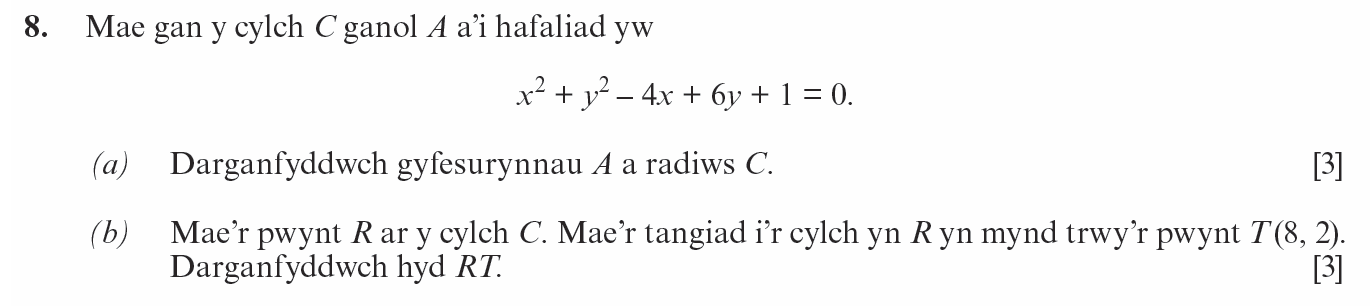 8. Mae gan y cylch C ganol A a'i hafaliad yw
x² + y² – 4x + 6y + 1 = 0.
(a) Darganfyddwch gyfesurynnau A a radiws C. [3]
(b) Mae'r pwynt R ar y cylch C. Mae'r tangiad i'r cylch yn R yn mynd trwy'r pwynt T(8, 2).
Darganfyddwch hyd RT. [3]